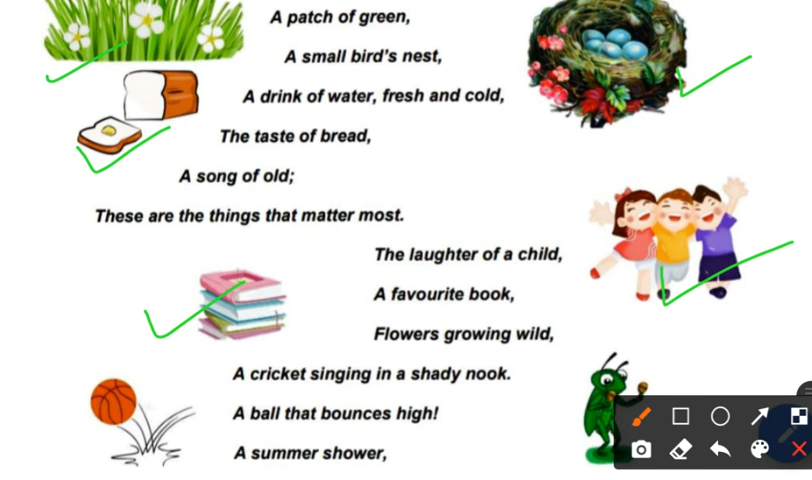 A patch of green,
A small bird's nest,
A drink of water, fresh and cold,
The taste of bread,
A song of old;
These are the things that matter most.
The laughter of a child,
A favourite book,
Flowers growing wild,
A cricket singing in a shady nook.
A ball that bounces high!
A summer shower,